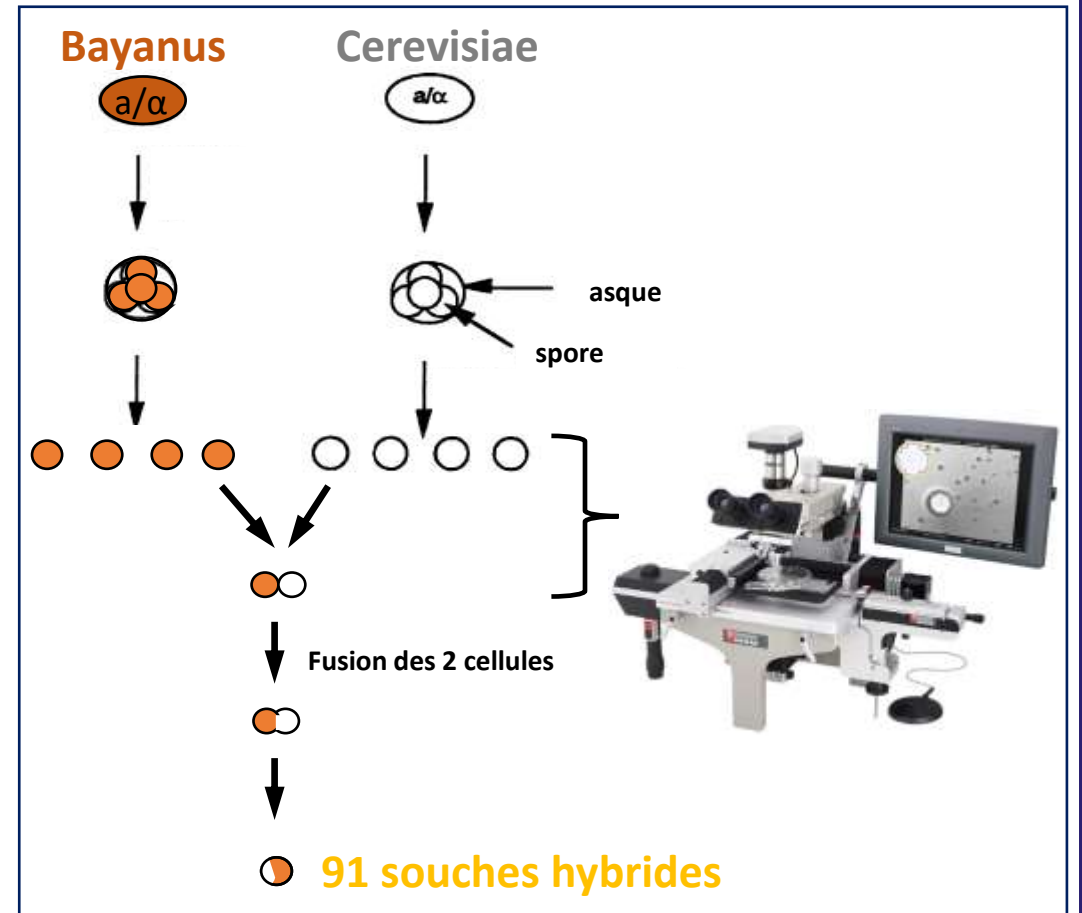 Bayanus
Cerevisiae
a/α
a/α
asque
spore
Fusion des 2 cellules
91 souches hybrides